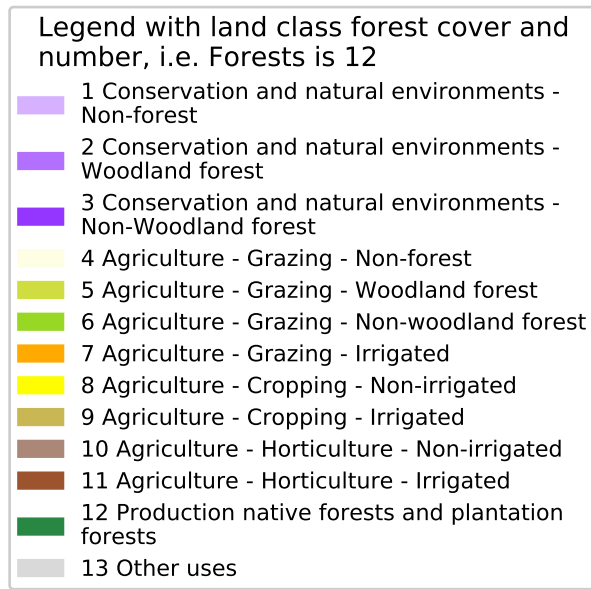 Legend with land class forest cover and
number, i.e. Forests is 12
1 Conservation and natural environments -
Non-forest
2 Conservation and natural environments -
Woodland forest
3 Conservation and natural environments -
Non-Woodland forest
4 Agriculture - Grazing - Non-forest
5 Agriculture - Grazing - Woodland forest
6 Agriculture - Grazing - Non-woodland forest
7 Agriculture - Grazing - Irrigated
8 Agriculture - Cropping - Non-irrigated
9 Agriculture - Cropping - Irrigated
10 Agriculture - Horticulture - Non-irrigated
11 Agriculture - Horticulture - Irrigated
12 Production native forests and plantation
forests
13 Other uses